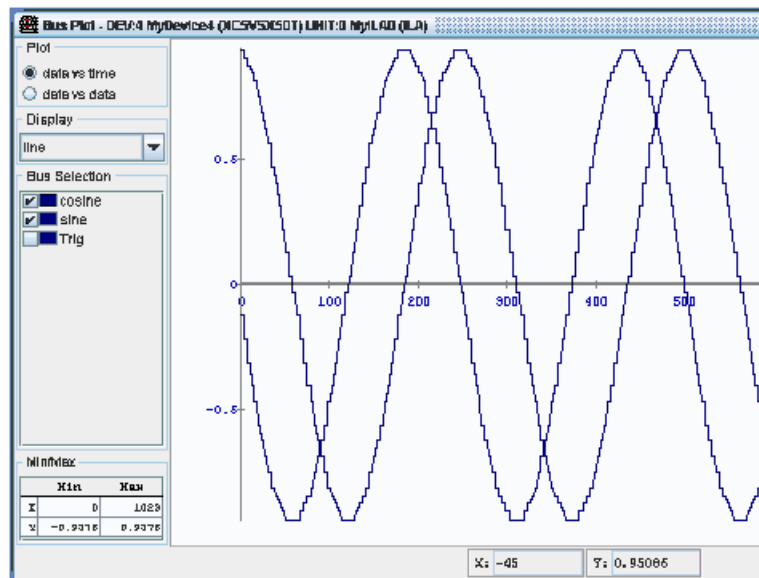 Bus Plot - DEV:4 MyDevice4 (XC5VSX50T) UNIT:0 MyILA0 (ILA)
Plot
data vs time
data vs data
Display
line
Bus Selection
cosine
sine
Trig
0.5
0
-0.5
0 100 200 300 400 500
Min/Max
Min Max
X 0 1023
Y -0.9375 0.9375
X: -45 Y: 0.95085